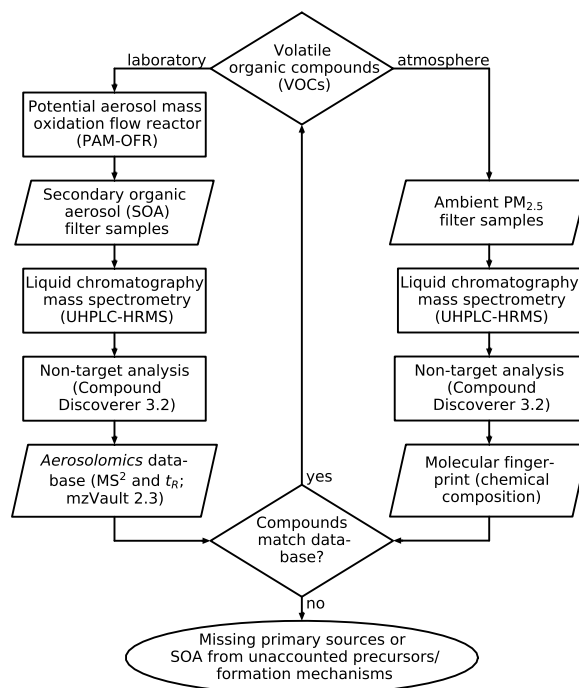 Volatile
organic compounds
(VOCs)
laboratory
atmosphere
Potential aerosol mass
oxidation flow reactor
(PAM-OFR)
Secondary organic
aerosol (SOA)
filter samples
Ambient PM₂.₅
filter samples
Liquid chromatography
mass spectrometry
(UHPLC-HRMS)
Liquid chromatography
mass spectrometry
(UHPLC-HRMS)
Non-target analysis
(Compound
Discoverer 3.2)
Non-target analysis
(Compound
Discoverer 3.2)
Aerosolomics data-
base (MS² and tR;
mzVault 2.3)
Molecular finger-
print (chemical
composition)
yes
Compounds
match data-
base?
no
Missing primary sources or
SOA from unaccounted precursors/
formation mechanisms